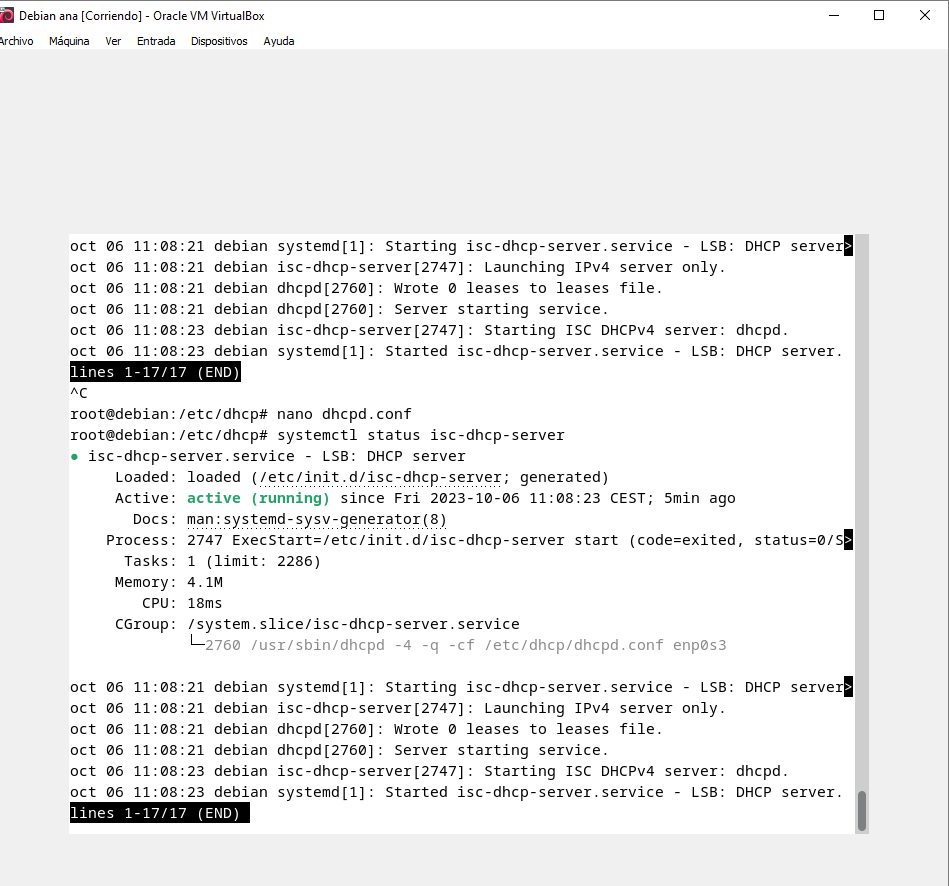 Debian ana [Corriendo] - Oracle VM VirtualBox
Archivo Máquina Ver Entrada Dispositivos Ayuda
oct 06 11:08:21 debian systemd[1]: Starting isc-dhcp-server.service - LSB: DHCP server>
oct 06 11:08:21 debian isc-dhcp-server[2747]: Launching IPv4 server only.
oct 06 11:08:21 debian dhcpd[2760]: Wrote 0 leases to leases file.
oct 06 11:08:21 debian dhcpd[2760]: Server starting service.
oct 06 11:08:23 debian isc-dhcp-server[2747]: Starting ISC DHCPv4 server: dhcpd.
oct 06 11:08:23 debian systemd[1]: Started isc-dhcp-server.service - LSB: DHCP server.
lines 1-17/17 (END)
^C
root@debian:/etc/dhcp# nano dhcpd.conf
root@debian:/etc/dhcp# systemctl status isc-dhcp-server
● isc-dhcp-server.service - LSB: DHCP server
     Loaded: loaded (/etc/init.d/isc-dhcp-server; generated)
     Active: active (running) since Fri 2023-10-06 11:08:23 CEST; 5min ago
       Docs: man:systemd-sysv-generator(8)
    Process: 2747 ExecStart=/etc/init.d/isc-dhcp-server start (code=exited, status=0/S>
      Tasks: 1 (limit: 2286)
     Memory: 4.1M
        CPU: 18ms
     CGroup: /system.slice/isc-dhcp-server.service
             └─2760 /usr/sbin/dhcpd -4 -q -cf /etc/dhcp/dhcpd.conf enp0s3
oct 06 11:08:21 debian systemd[1]: Starting isc-dhcp-server.service - LSB: DHCP server>
oct 06 11:08:21 debian isc-dhcp-server[2747]: Launching IPv4 server only.
oct 06 11:08:21 debian dhcpd[2760]: Wrote 0 leases to leases file.
oct 06 11:08:21 debian dhcpd[2760]: Server starting service.
oct 06 11:08:23 debian isc-dhcp-server[2747]: Starting ISC DHCPv4 server: dhcpd.
oct 06 11:08:23 debian systemd[1]: Started isc-dhcp-server.service - LSB: DHCP server.
lines 1-17/17 (END)